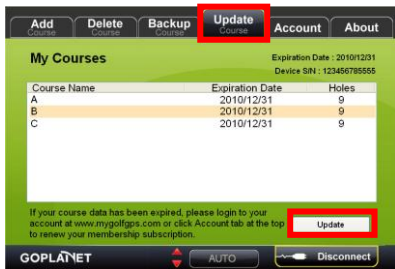 Add Delete Backup Update Account About
Course Course Course Course
My Courses
Expiration Date : 2010/12/31
Device S/N : 123456785555
Course Name Expiration Date Holes
A 2010/12/31 9
B 2010/12/31 9
C 2010/12/31 9
If your course data has been expired, please login to your
account at www.mygolfgps.com or click Account tab at the top
to renew your membership subscription.
Update
GOPLANET AUTO Disconnect